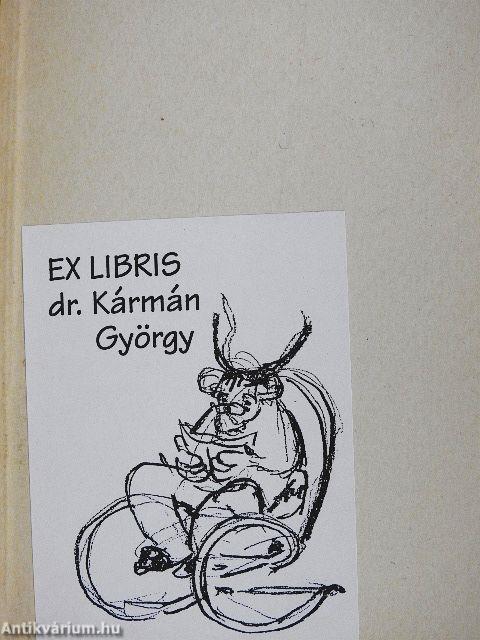 EX LIBRIS
dr. Kármán
György
Antikvárium.hu